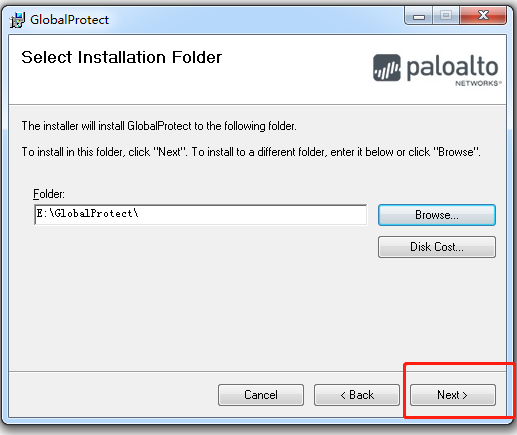 GlobalProtect
Select Installation Folder
paloalto
NETWORKS®
The installer will install GlobalProtect to the following folder.
To install in this folder, click "Next". To install to a different folder, enter it below or click "Browse".
Folder:
E:\GlobalProtect\
Browse...
Disk Cost...
Cancel
< Back
Next >